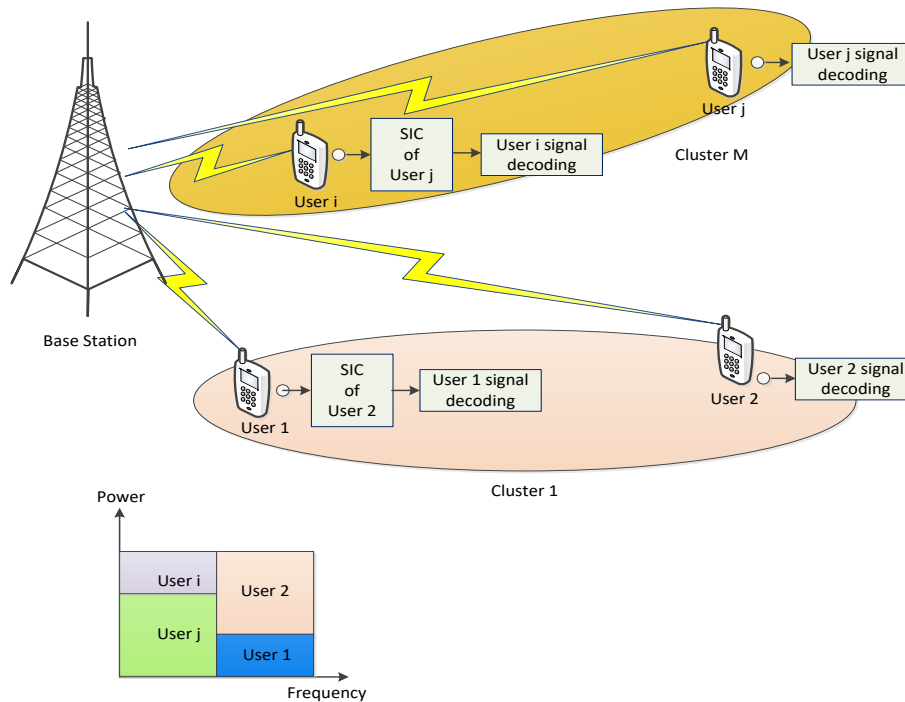 User j signal
decoding
User j
SIC
of
User j
User i signal
decoding
Cluster M
User i
Base Station
SIC
of
User 2
User 1 signal
decoding
User 2 signal
decoding
User 2
User 1
Cluster 1
Power
User i
User 2
User j
User 1
Frequency